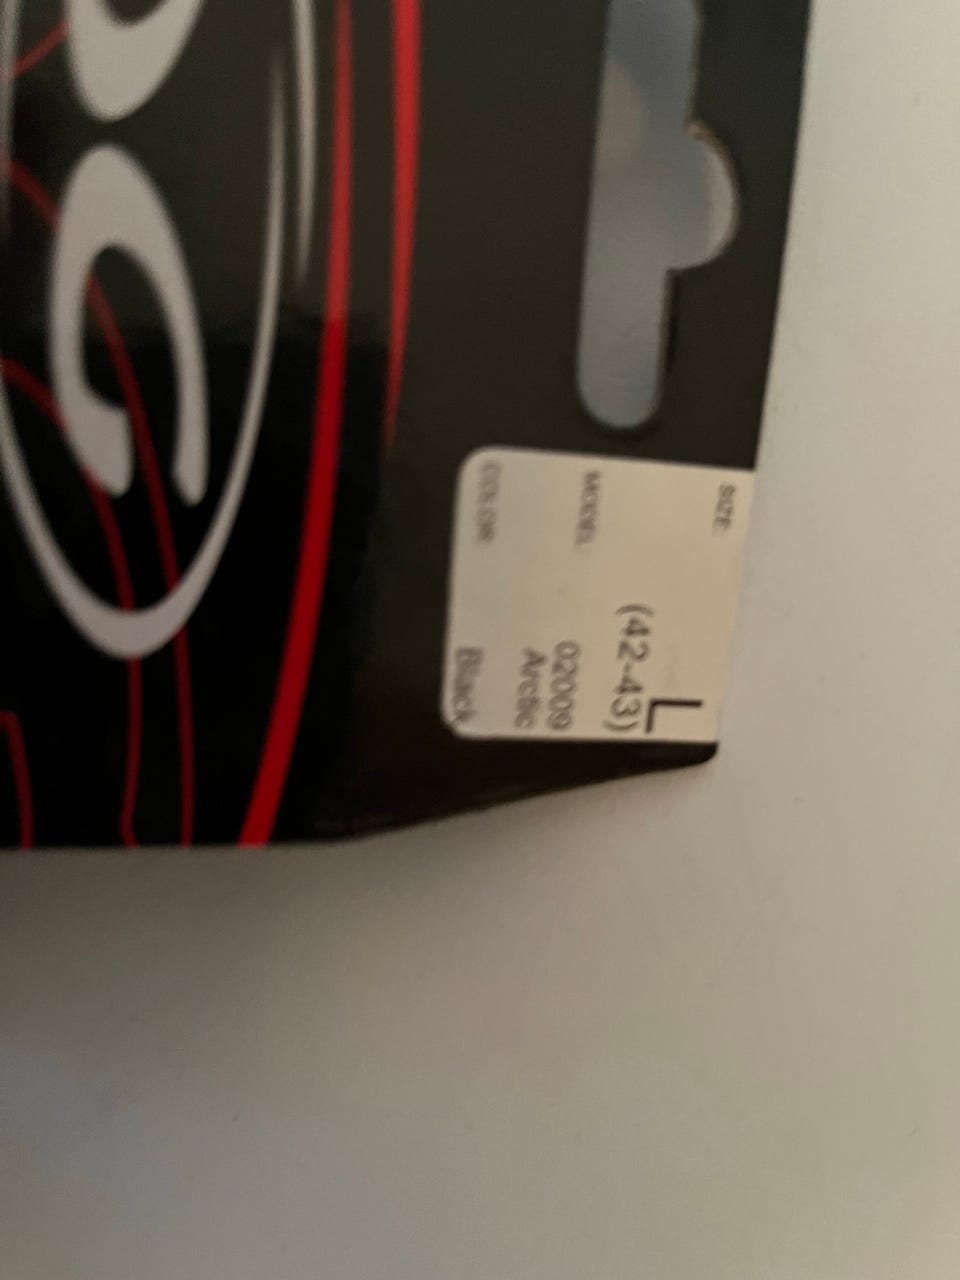 SIZE:
L
(42-43)
MODEL:
02009
Arctic
COLOR
Black